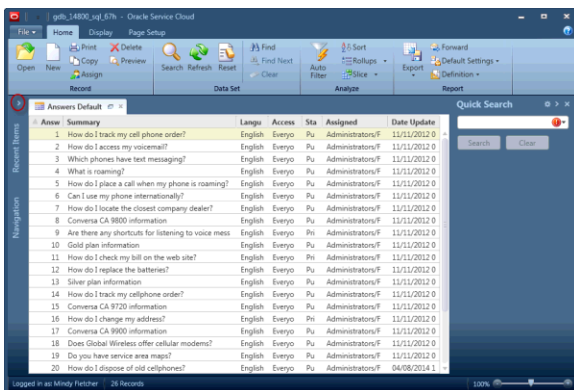 gdb_14800_sql_67h - Oracle Service Cloud
File Home Display Page Setup
Open New Print Copy Assign Delete Preview Search Refresh Reset Find Find Next Clear Auto Filter Sort Rollups Slice Export Forward Default Settings Definition
Record Data Set Analyze Report
Answers Default
Quick Search
Answ Summary Langu Access Sta Assigned Date Update
1 How do I track my cell phone order? English Everyo Pu Administrators/F 11/11/2012 0
2 How do I access my voicemail? English Everyo Pu Administrators/F 11/11/2012 0
3 Which phones have text messaging? English Everyo Pu Administrators/F 11/11/2012 0
4 What is roaming? English Everyo Pu Administrators/F 11/11/2012 0
5 How do I place a call when my phone is roaming? English Everyo Pu Administrators/F 11/11/2012 0
6 Can I use my phone internationally? English Everyo Pu Administrators/F 11/11/2012 0
7 How do I locate the closest company dealer? English Everyo Pu Administrators/F 11/11/2012 0
8 Conversa CA 9800 information English Everyo Pu Administrators/F 11/11/2012 0
9 Are there any shortcuts for listening to voice mess English Everyo Pri Administrators/F 11/11/2012 0
10 Gold plan information English Everyo Pu Administrators/F 11/11/2012 0
11 How do I check my bill on the web site? English Everyo Pri Administrators/F 11/11/2012 0
12 How do I replace the batteries? English Everyo Pu Administrators/F 11/11/2012 0
13 Silver plan information English Everyo Pu Administrators/F 11/11/2012 0
14 How do I track my cellphone order? English Everyo Pu Administrators/F 11/11/2012 0
15 Conversa CA 9720 information English Everyo Pu Administrators/F 11/11/2012 0
16 How do I change my address? English Everyo Pri Administrators/F 11/11/2012 0
17 Conversa CA 9900 information English Everyo Pu Administrators/F 11/11/2012 0
18 Does Global Wireless offer cellular modems? English Everyo Pu Administrators/F 11/11/2012 0
19 Do you have service area maps? English Everyo Pu Administrators/F 11/11/2012 0
20 How do I dispose of old cellphones? English Everyo Pu Administrators/F 04/08/2014 1
Search Clear
Recent Items
Navigation
Logged in as: Mindy Fletcher 26 Records 100%